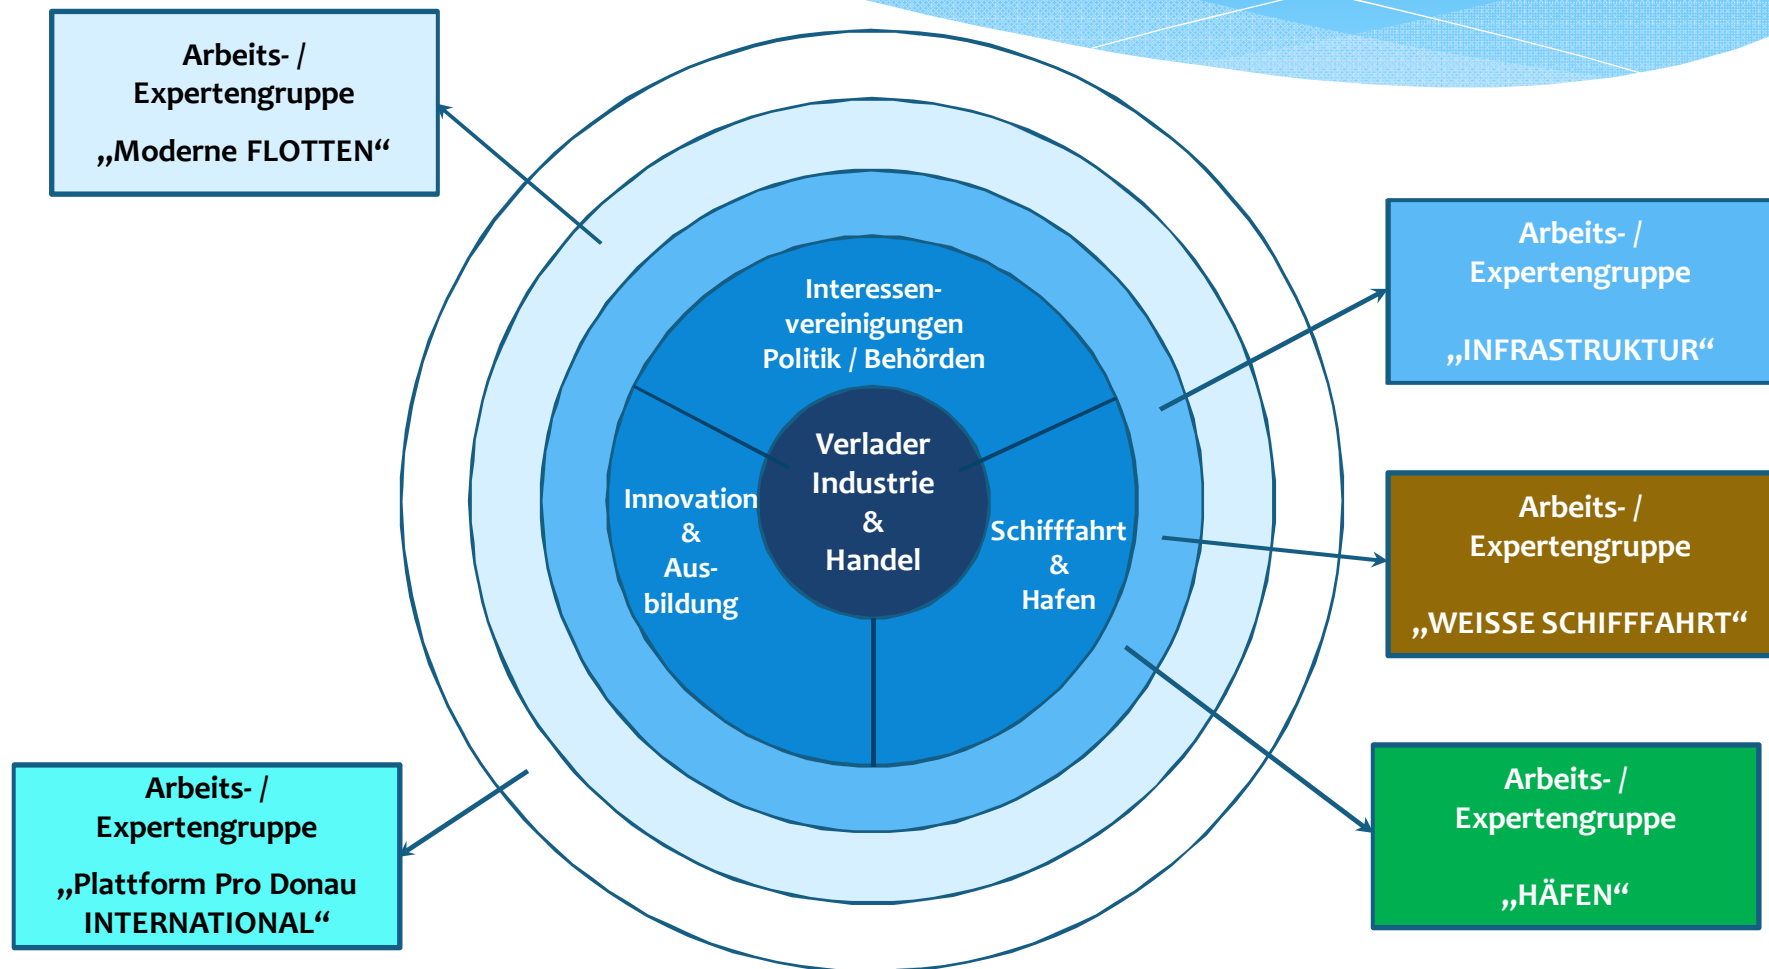 Arbeits- /
Expertengruppe
„Moderne FLOTTEN“
Interessen-
vereinigungen
Politik / Behörden
Verlader
Industrie
&
Handel
Innovation
&
Aus-
bildung
Schifffahrt
&
Hafen
Arbeits- /
Expertengruppe
„INFRASTRUKTUR“
Arbeits- /
Expertengruppe
„WEISSE SCHIFFFAHRT“
Arbeits- /
Expertengruppe
„Plattform Pro Donau
INTERNATIONAL“
Arbeits- /
Expertengruppe
„HÄFEN“